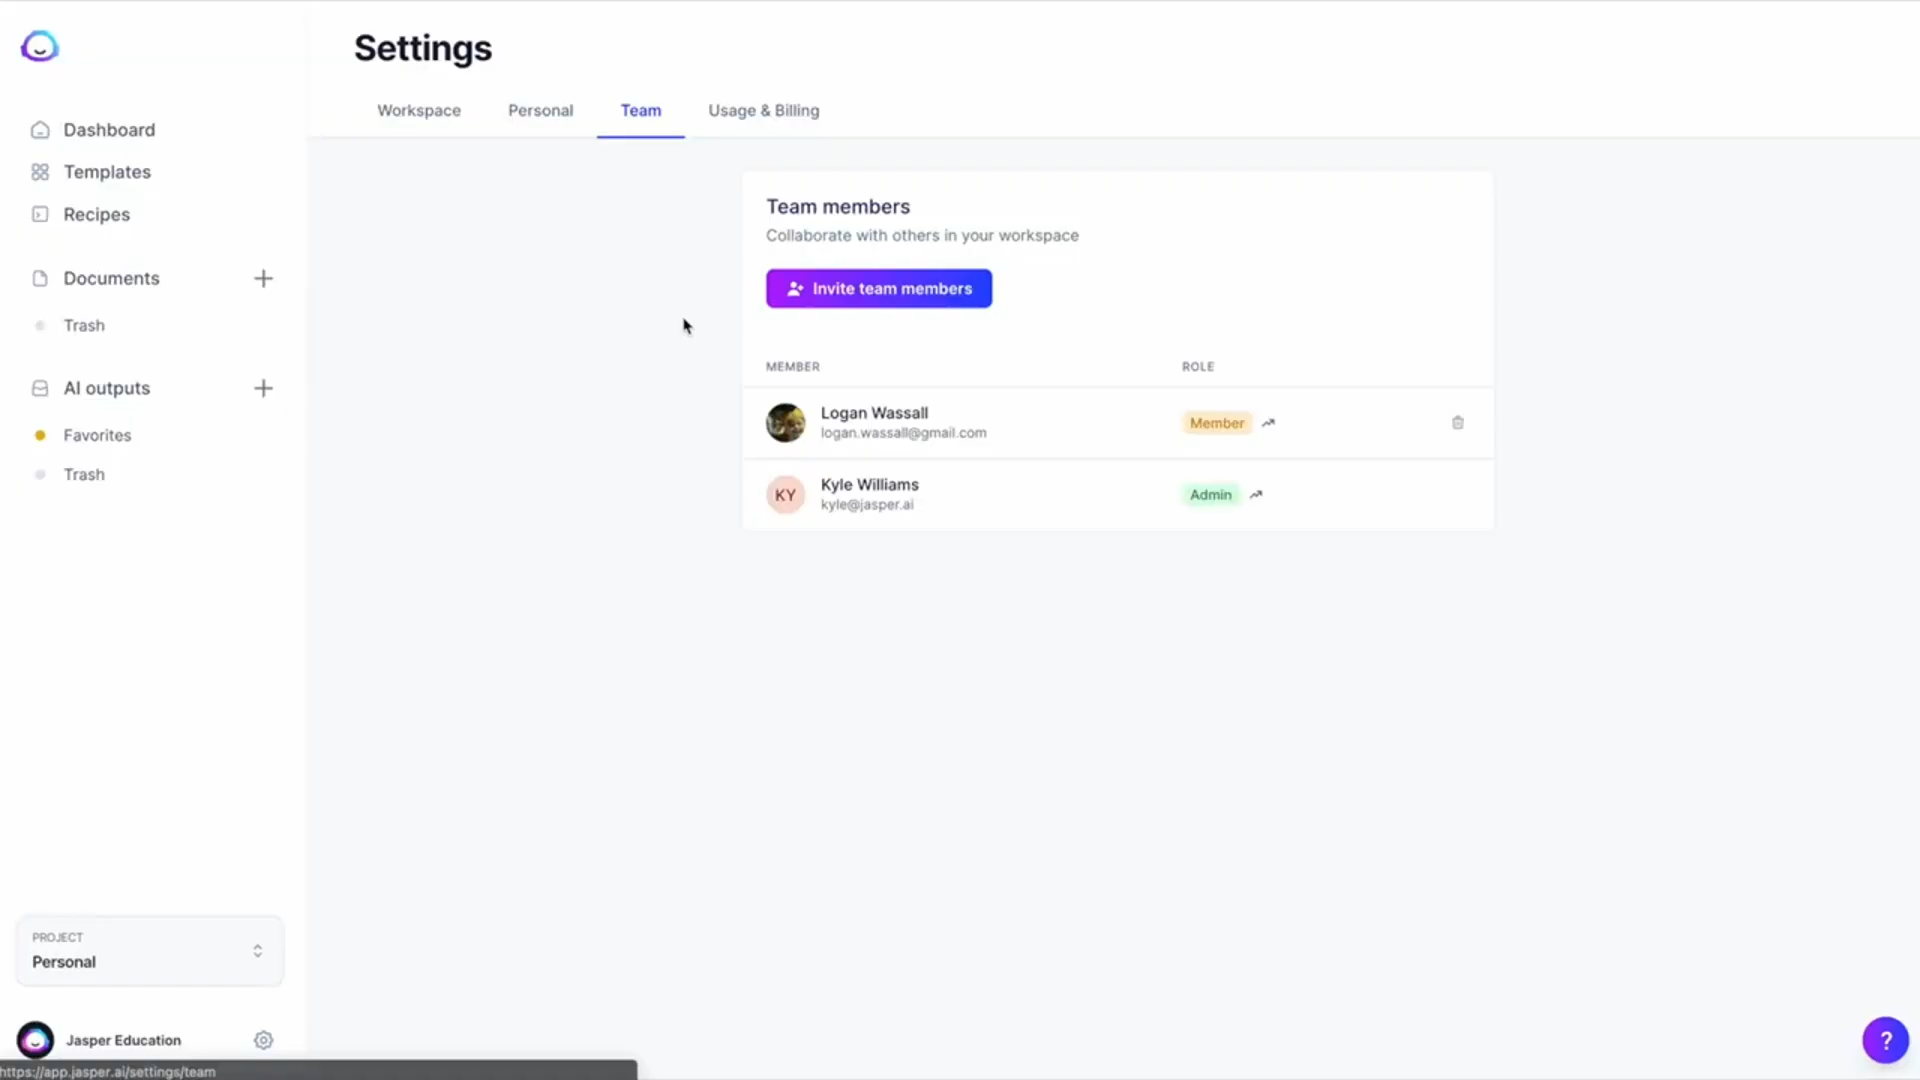 Settings
Workspace
Personal
Team
Usage & Billing
Dashboard
Templates
Recipes
Documents
Trash
AI outputs
Favorites
Trash
Team members
Collaborate with others in your workspace
Invite team members
MEMBER
ROLE
Logan Wassall
logan.wassall@gmail.com
Member
KY
Kyle Williams
kyle@jasper.ai
Admin
PROJECT
Personal
Jasper Education
?
https://app.jasper.ai/settings/team